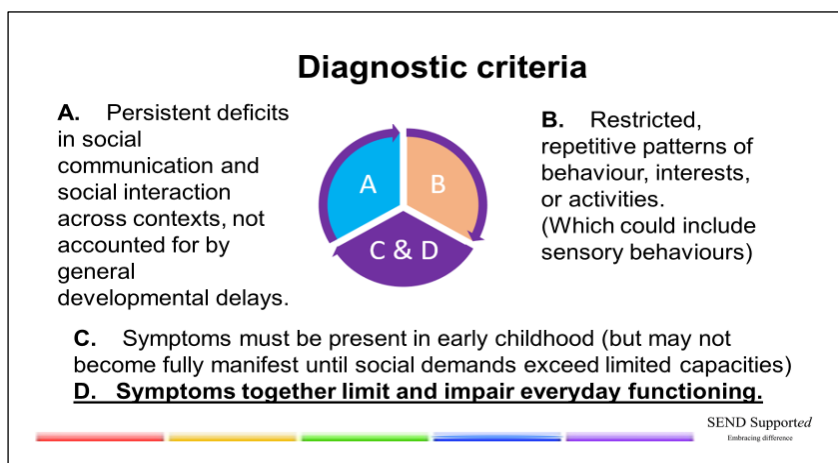 Diagnostic criteria
A. Persistent deficits
in social
communication and
social interaction
across contexts, not
accounted for by
general
developmental delays.
A
B
C & D
B. Restricted,
repetitive patterns of
behaviour, interests,
or activities.
(Which could include
sensory behaviours)
C. Symptoms must be present in early childhood (but may not
become fully manifest until social demands exceed limited capacities)
D. Symptoms together limit and impair everyday functioning.
SEND Supported
Embracing difference